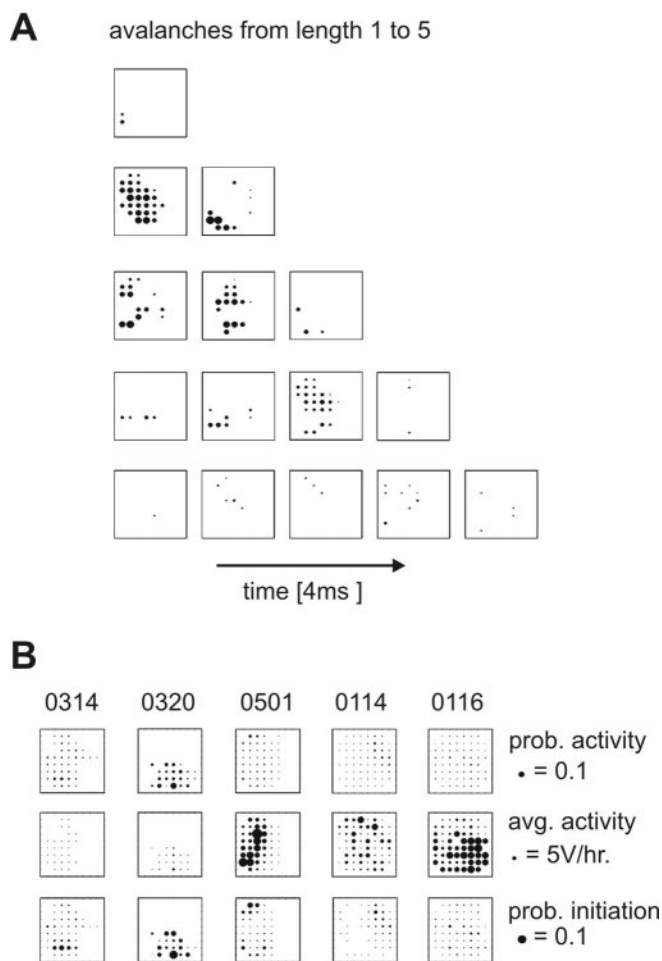 A avalanches from length 1 to 5
time [4ms ]
B
0314 0320 0501 0114 0116
prob. activity
• = 0.1
avg. activity
• = 5V/hr.
prob. initiation
• = 0.1